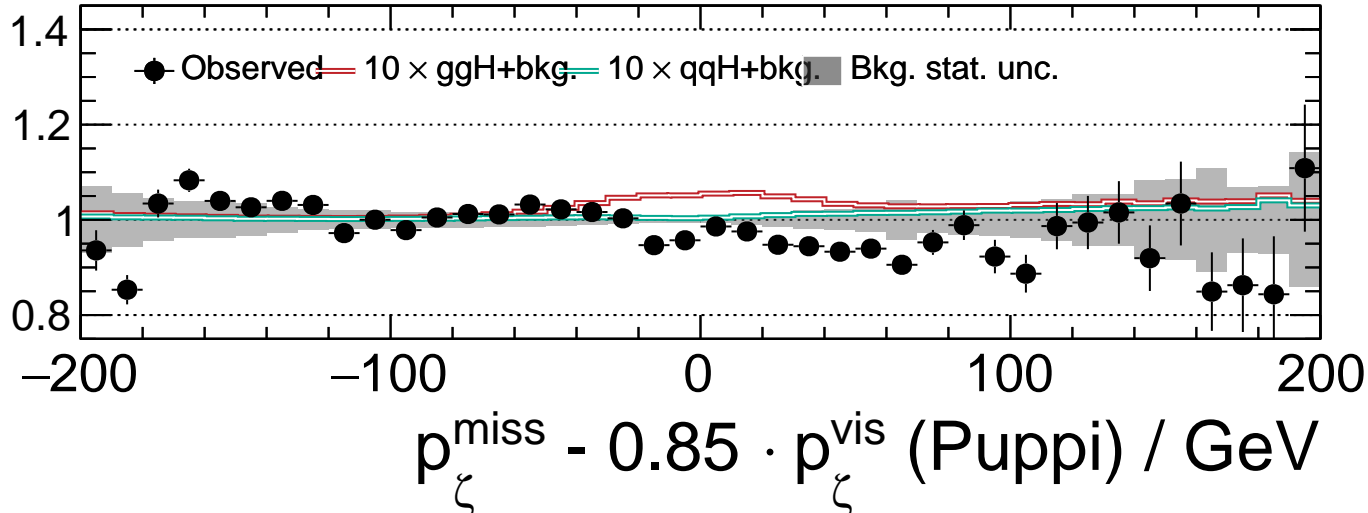 1.4
Observed 10 × ggH+bkg. 10 × qqH+bkg. Bkg. stat. unc.
1.2
1
0.8
−200 −100 0 100 200
p_ζ^miss - 0.85 · p_ζ^vis (Puppi) / GeV